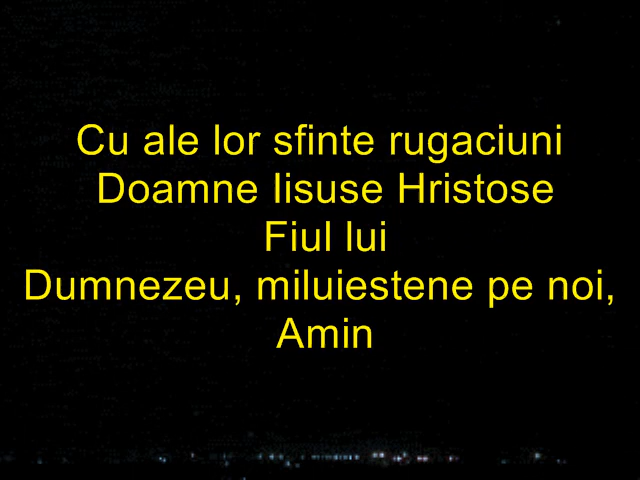 Cu ale lor sfinte rugaciuni
Doamne Iisuse Hristose
Fiul lui
Dumnezeu, miluiestene pe noi,
Amin